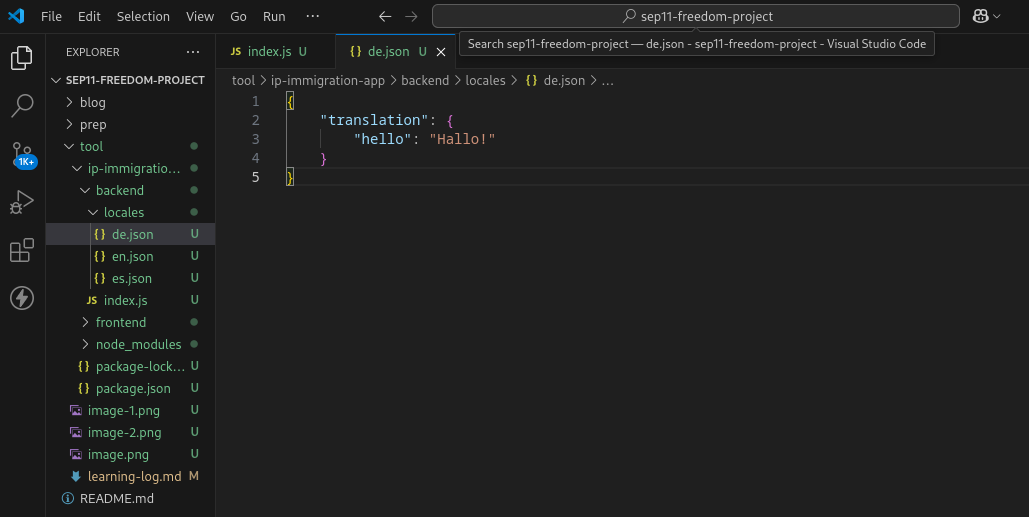 File Edit Selection View Go Run ··· sep11-freedom-project
EXPLORER ···
SEP11-FREEDOM-PROJECT
blog
prep
tool
ip-immigratio...
backend
locales
{} de.json U
{} en.json U
{} es.json U
JS index.js U
frontend
node_modules
{} package-lock... U
{} package.json U
image-1.png U
image-2.png U
image.png U
learning-log.md M
README.md
1K+
JS index.js U {} de.json U ×
Search sep11-freedom-project — de.json - sep11-freedom-project - Visual Studio Code
tool > ip-immigration-app > backend > locales > {} de.json > ...
1 {
2 "translation": {
3 "hello": "Hallo!"
4 }
5 }